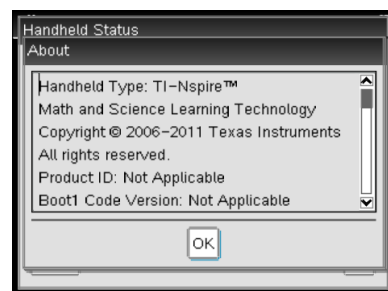 Handheld Status
About
Handheld Type: TI-Nspire™
Math and Science Learning Technology
Copyright © 2006-2011 Texas Instruments
All rights reserved.
Product ID: Not Applicable
Boot1 Code Version: Not Applicable
OK